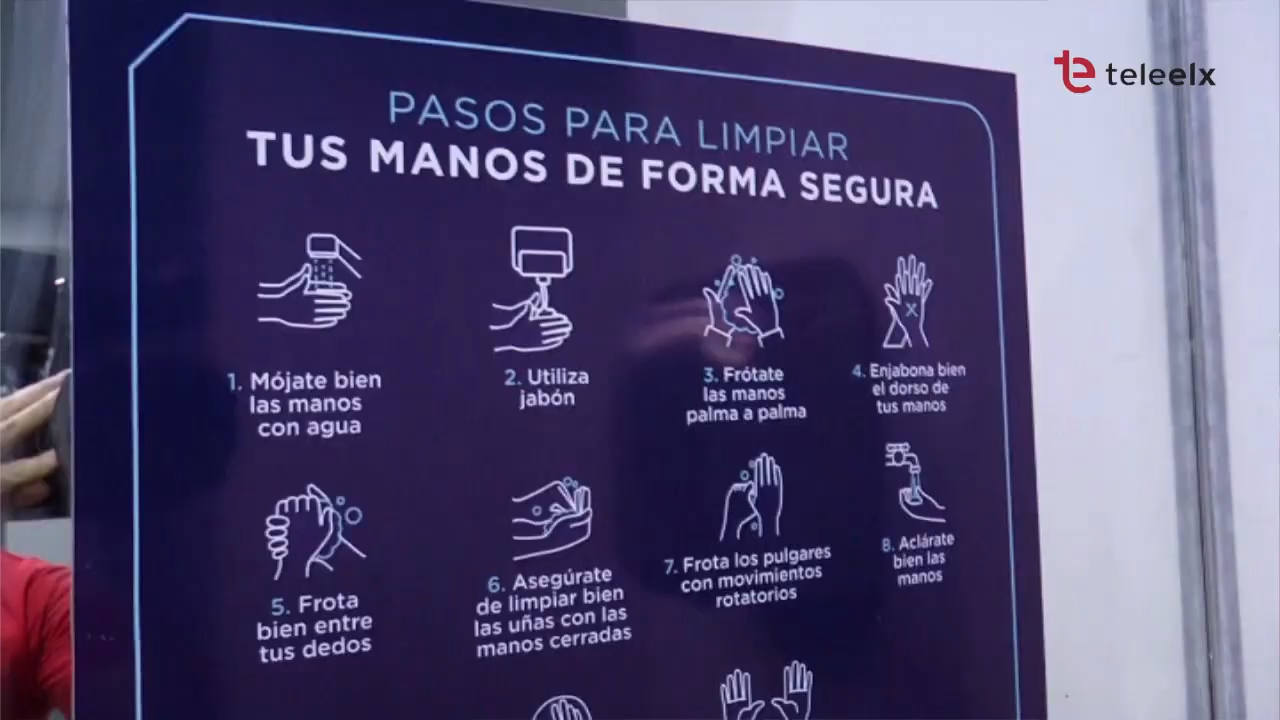 teleelx
PASOS PARA LIMPIAR
TUS MANOS DE FORMA SEGURA
1. Mójate bien
las manos
con agua
2. Utiliza
jabón
3. Frótate
las manos
palma a palma
4. Enjabona bien
el dorso de
tus manos
5. Frota
bien entre
tus dedos
6. Asegúrate
de limpiar bien
las uñas con las
manos cerradas
7. Frota los pulgares
con movimientos
rotatorios
8. Aclárate
bien las
manos